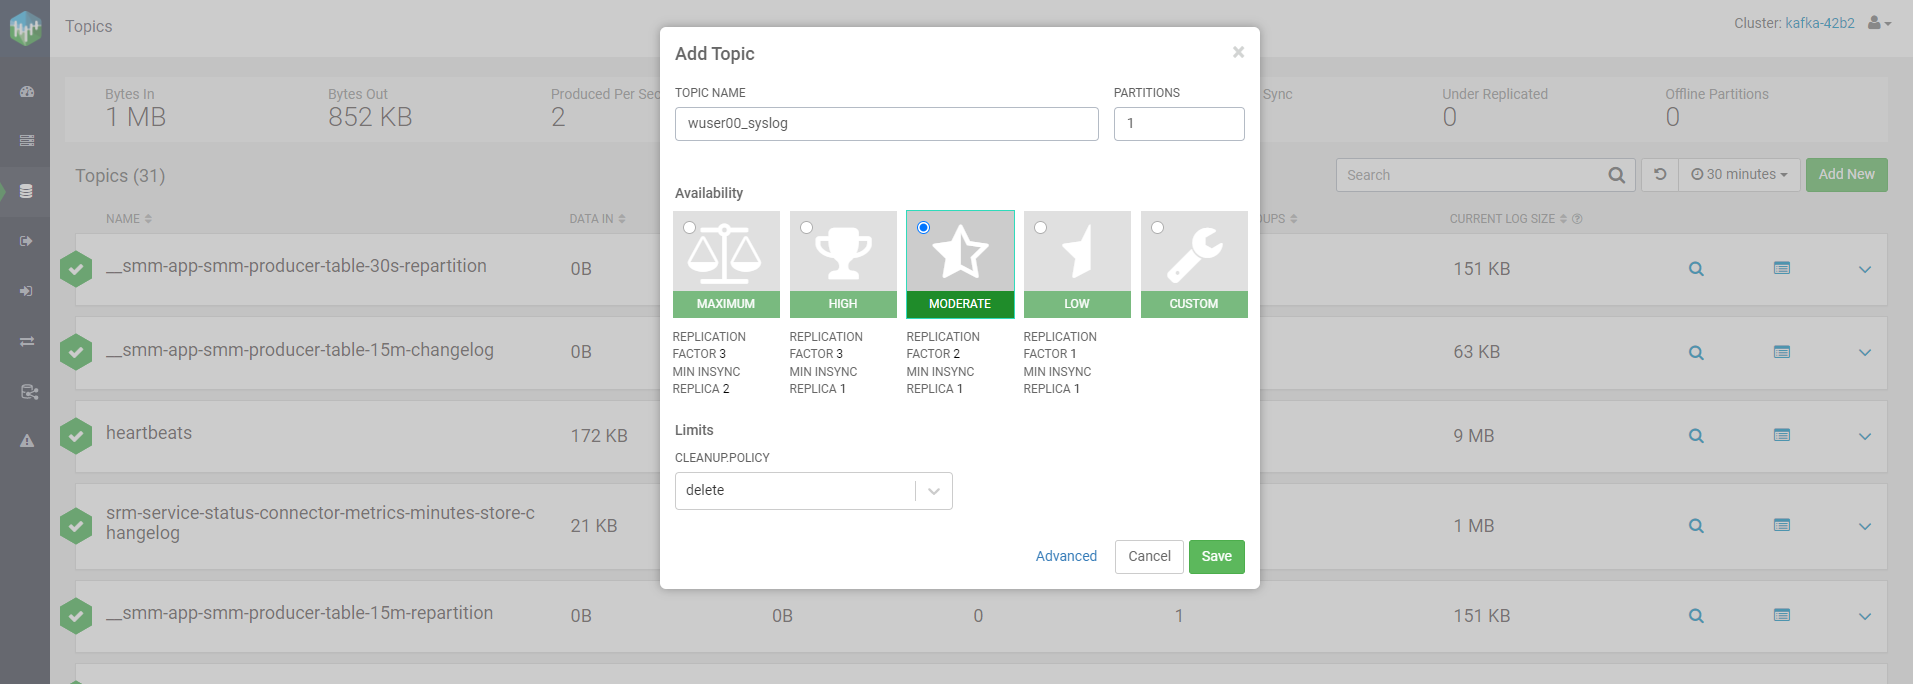 Topics
Cluster: kafka-42b2
Bytes In
1 MB
Bytes Out
852 KB
Produced Per Sec
2
Sync
Under Replicated
0
Offline Partitions
0
Topics (31)
Search
30 minutes
Add New
NAME
DATA IN
CURRENT LOG SIZE
__smm-app-smm-producer-table-30s-repartition
0B
151 KB
__smm-app-smm-producer-table-15m-changelog
0B
63 KB
heartbeats
172 KB
9 MB
srm-service-status-connector-metrics-minutes-store-c
hangelog
21 KB
1 MB
__smm-app-smm-producer-table-15m-repartition
0B
0B
0
1
151 KB
Add Topic
×
TOPIC NAME
PARTITIONS
wuser00_syslog
1
Availability
MAXIMUM
HIGH
MODERATE
LOW
CUSTOM
REPLICATION
FACTOR 3
MIN INSYNC
REPLICA 2
REPLICATION
FACTOR 3
MIN INSYNC
REPLICA 1
REPLICATION
FACTOR 2
MIN INSYNC
REPLICA 1
REPLICATION
FACTOR 1
MIN INSYNC
REPLICA 1
Limits
CLEANUP.POLICY
delete
Advanced
Cancel
Save